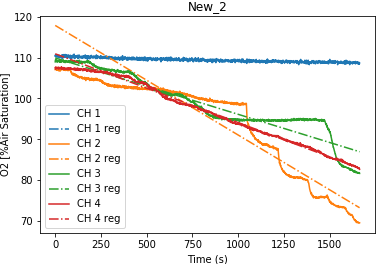 New_2
120
110
100
90
80
70
O2 [%Air Saturation]
CH 1
CH 1 reg
CH 2
CH 2 reg
CH 3
CH 3 reg
CH 4
CH 4 reg
0 250 500 750 1000 1250 1500
Time (s)